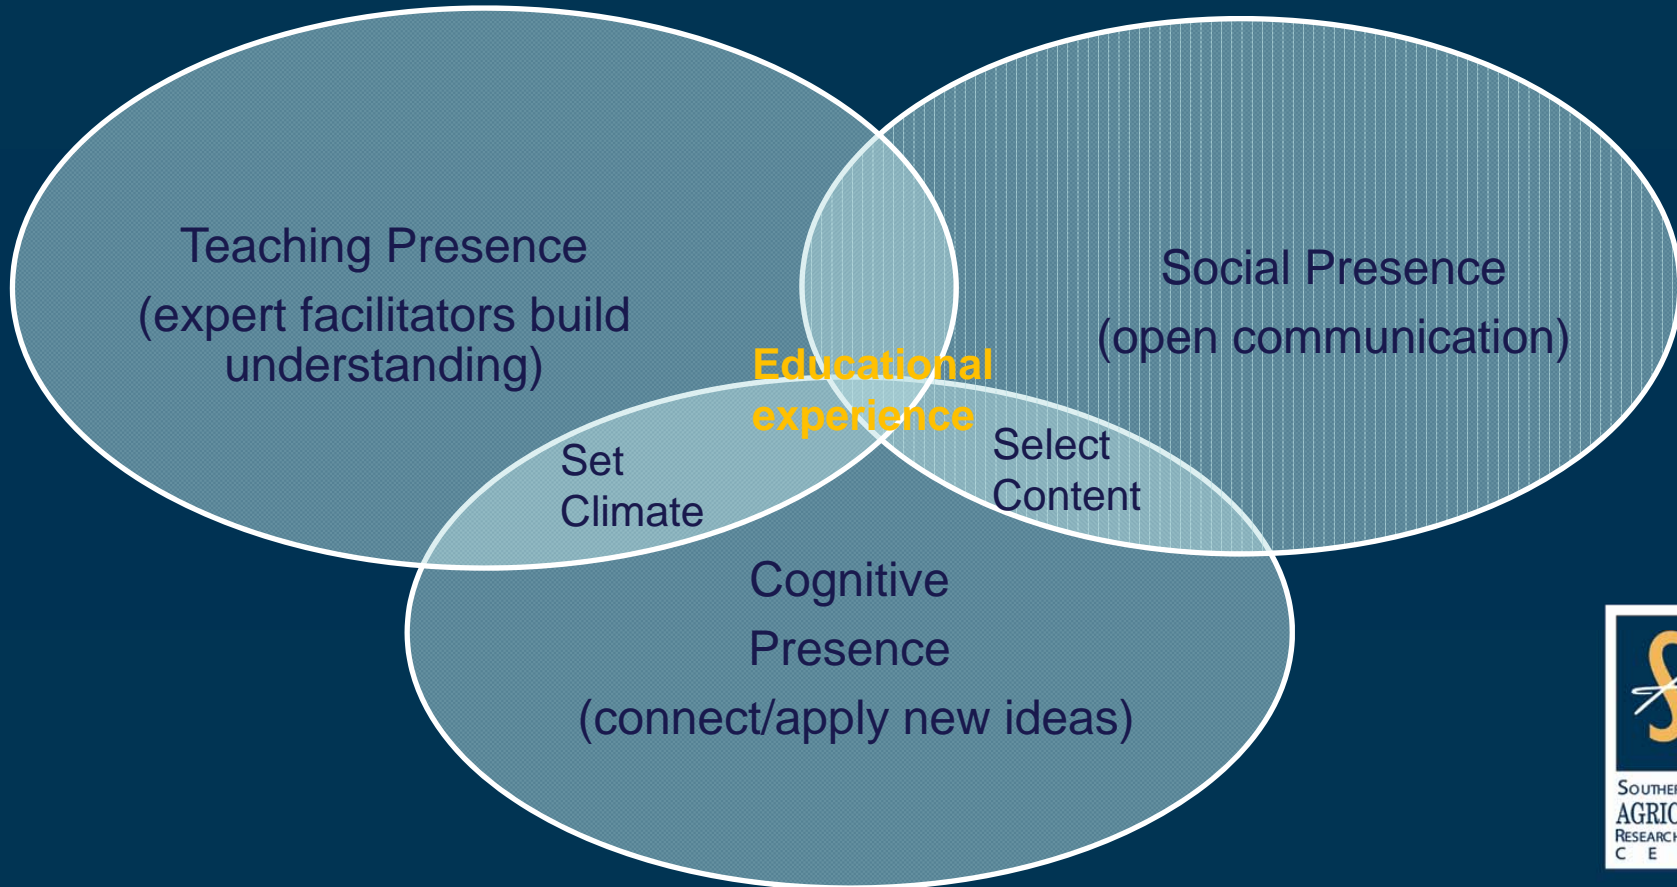 Teaching Presence
(expert facilitators build
understanding)
Social Presence
(open communication)
Educational
experience
Set
Climate
Select
Content
Cognitive
Presence
(connect/apply new ideas)
RESEARCH